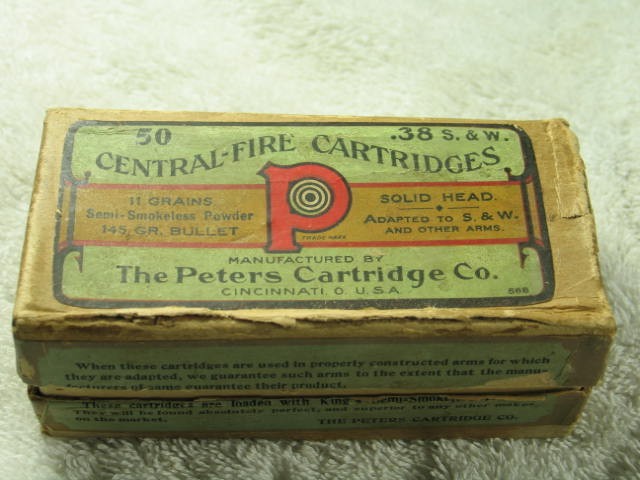 50
.38 S. & W.
CENTRAL-FIRE CARTRIDGES
11 GRAINS
Semi-Smokeless Powder
145 GR. BULLET
P
TRADE MARK
SOLID HEAD.
ADAPTED TO S. & W.
AND OTHER ARMS.
MANUFACTURED BY
The Peters Cartridge Co.
CINCINNATI, O. U.S.A.
568
When these cartridges are used in properly constructed arms for which
they are adapted, we guarantee such arms to the extent that the manu-
facturers of same guarantee their product.
These cartridges are loaded with King's Semi-Smokeless
They will be found absolutely perfect, and superior to any other make
on the market.
THE PETERS CARTRIDGE CO.